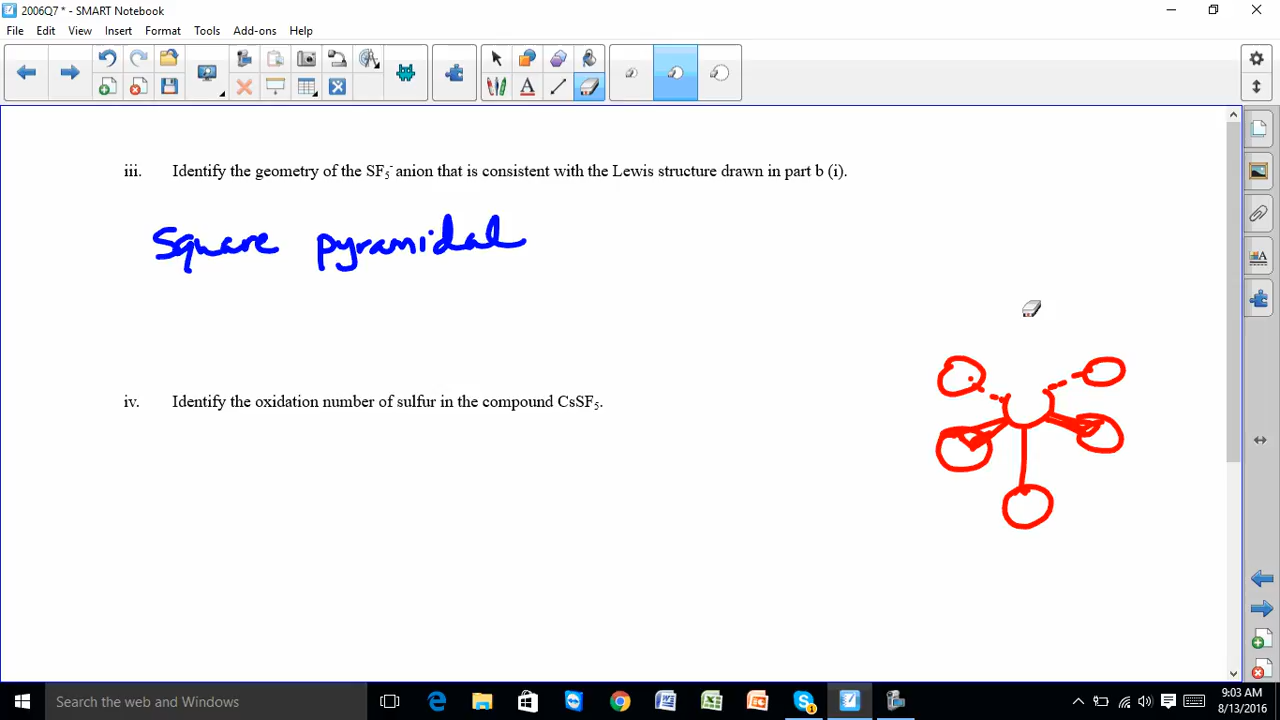 2006Q7 * - SMART Notebook
File Edit View Insert Format Tools Add-ons Help
iii. Identify the geometry of the SF5- anion that is consistent with the Lewis structure drawn in part b (i).
Square pyramidal
iv. Identify the oxidation number of sulfur in the compound CsSF5.
Search the web and Windows
9:03 AM
8/13/2016